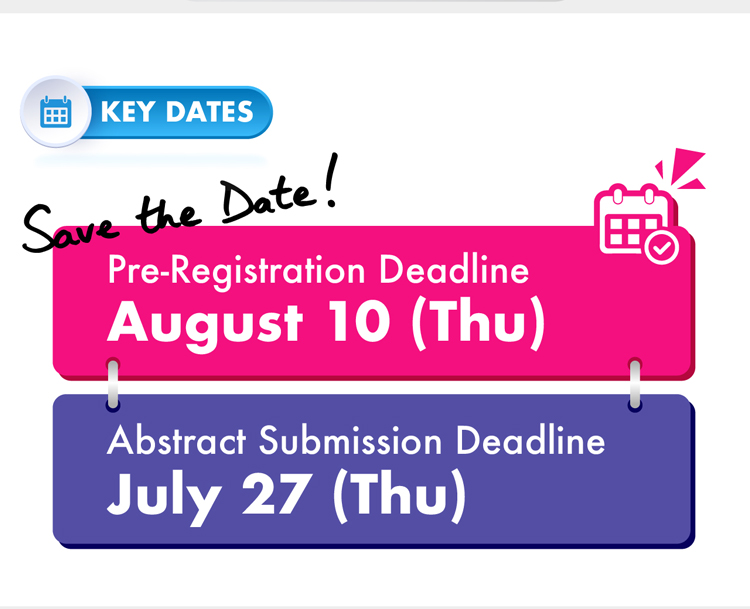 KEY DATES
Save the Date!
Pre-Registration Deadline
August 10 (Thu)
Abstract Submission Deadline
July 27 (Thu)